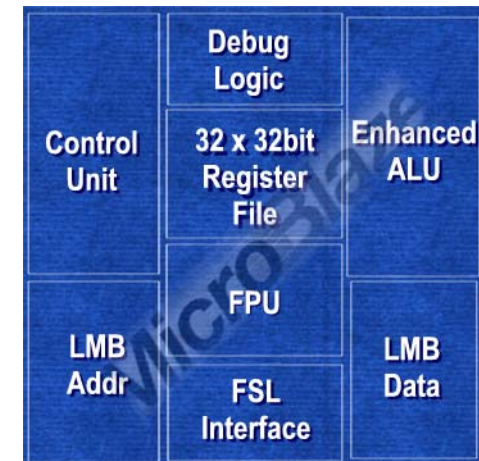 Debug
Logic
Control
Unit
32 x 32bit
Register
File
Enhanced
ALU
MicroBlaze
FPU
LMB
Addr
FSL
Interface
LMB
Data